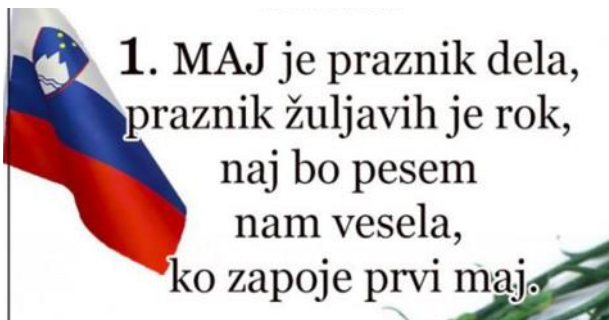 1. MAJ je praznik dela,
praznik žuljavih je rok,
naj bo pesem
nam vesela,
ko zapoje prvi maj.